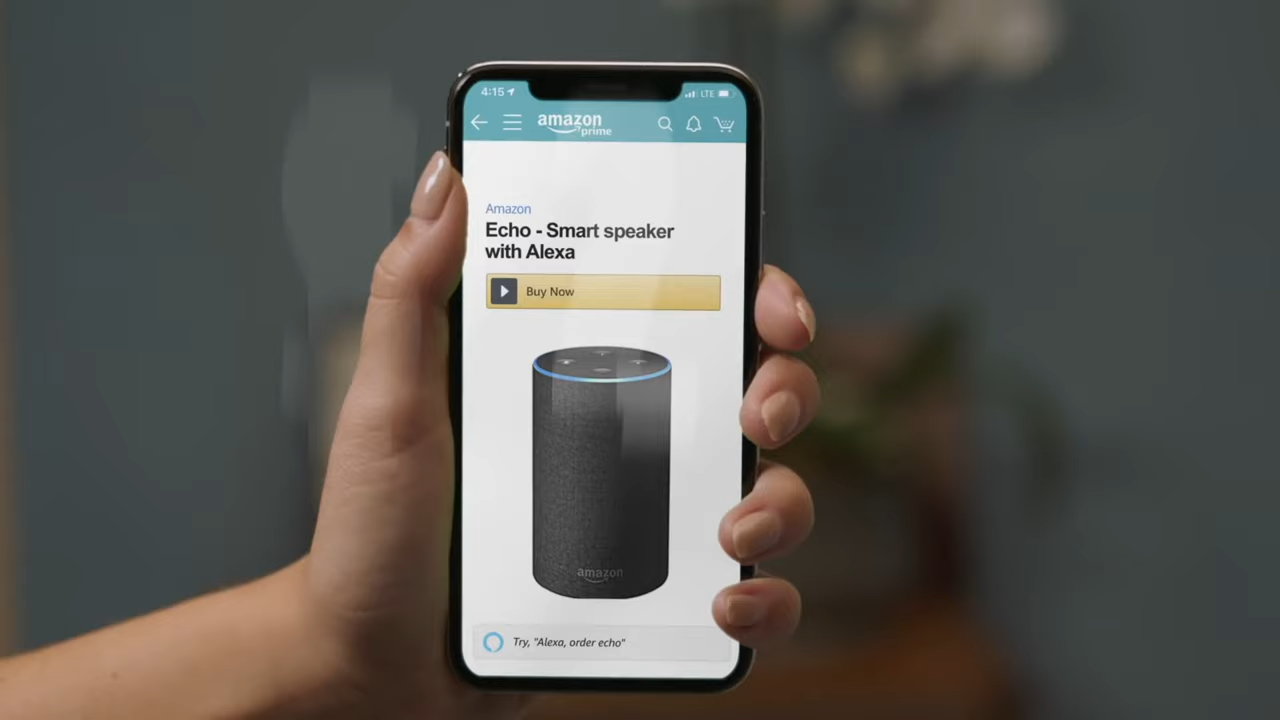 4:15
LTE
amazon
prime
Amazon
Echo - Smart speaker
with Alexa
Buy Now
amazon
Try, "Alexa, order echo"